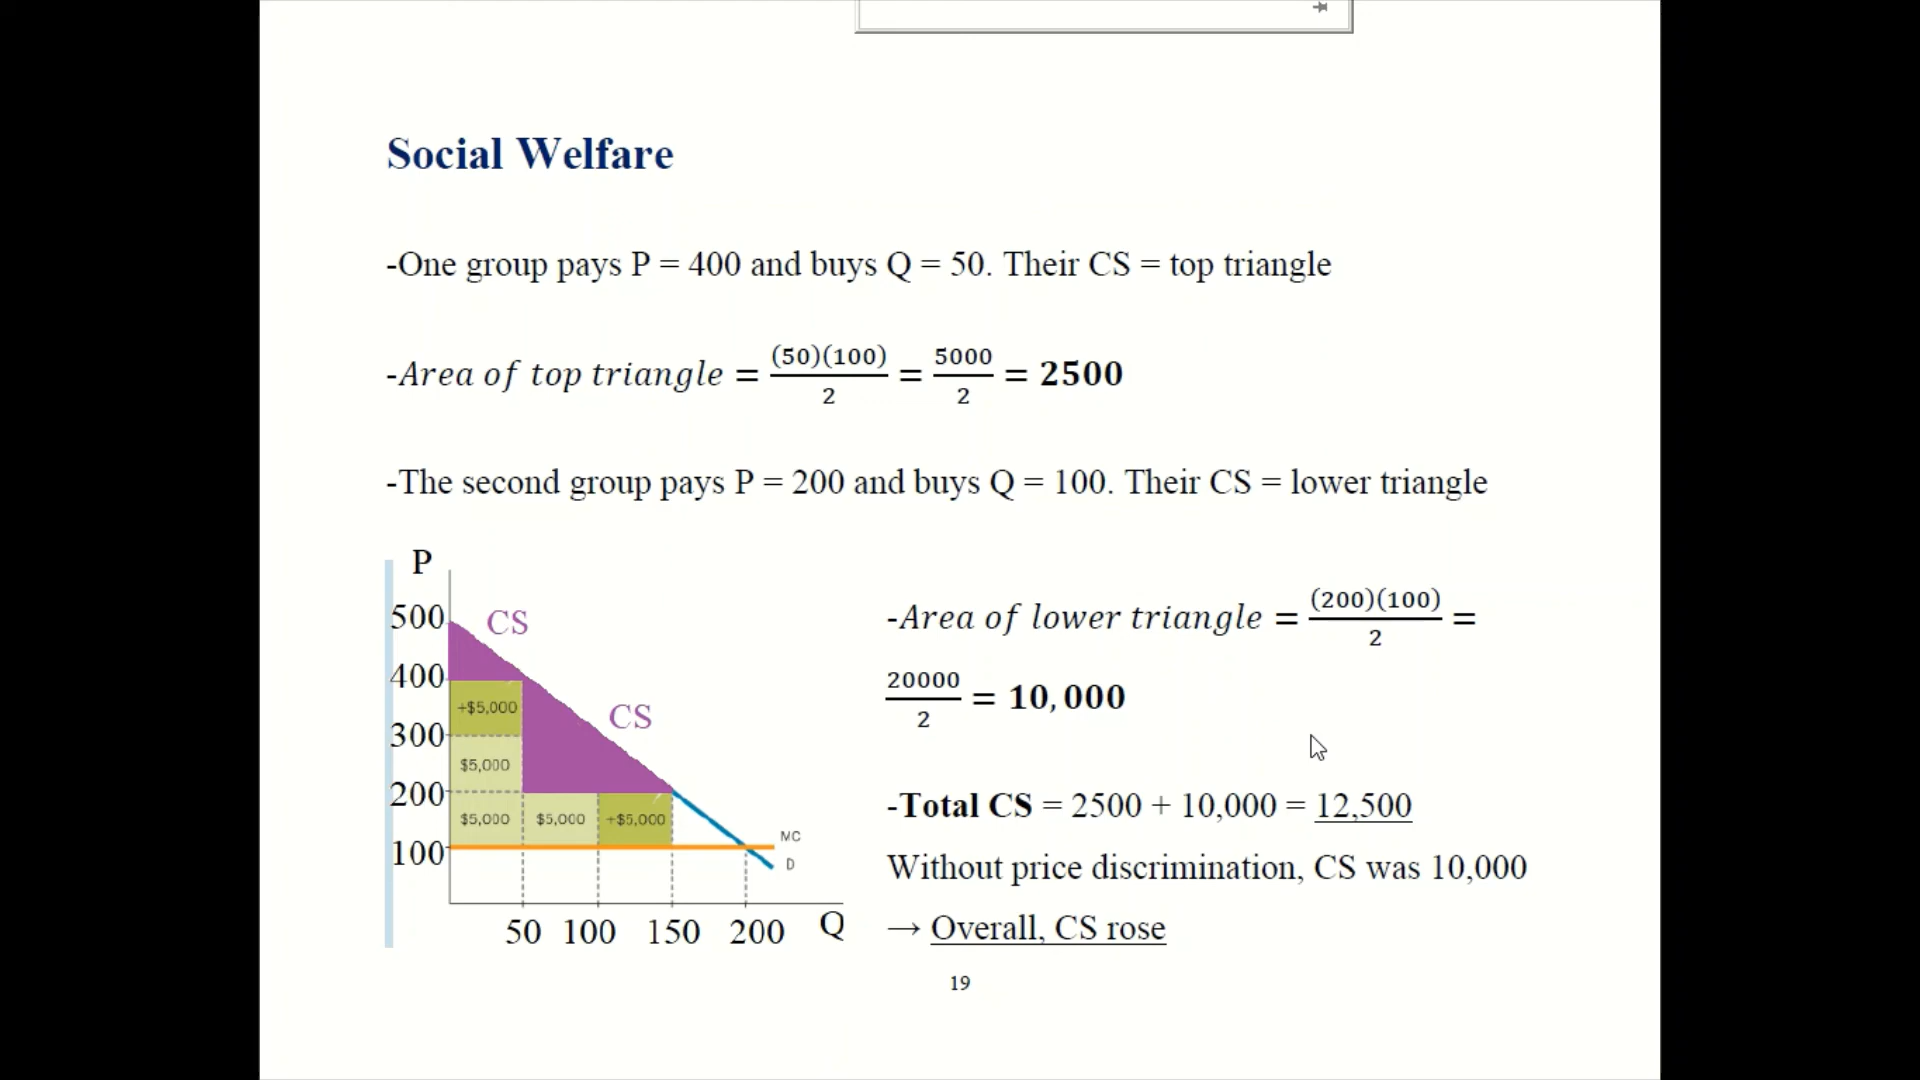 Social Welfare
-One group pays P = 400 and buys Q = 50. Their CS = top triangle
-Area of top triangle = (50)(100)/2 = 5000/2 = 2500
-The second group pays P = 200 and buys Q = 100. Their CS = lower triangle
P
500
CS
400
+$5,000
CS
300
$5,000
200
$5,000 $5,000 +$5,000
MC
100
D
50 100 150 200 Q
-Area of lower triangle = (200)(100)/2 =
20000/2 = 10,000
-Total CS = 2500 + 10,000 = 12,500
Without price discrimination, CS was 10,000
→ Overall, CS rose
19